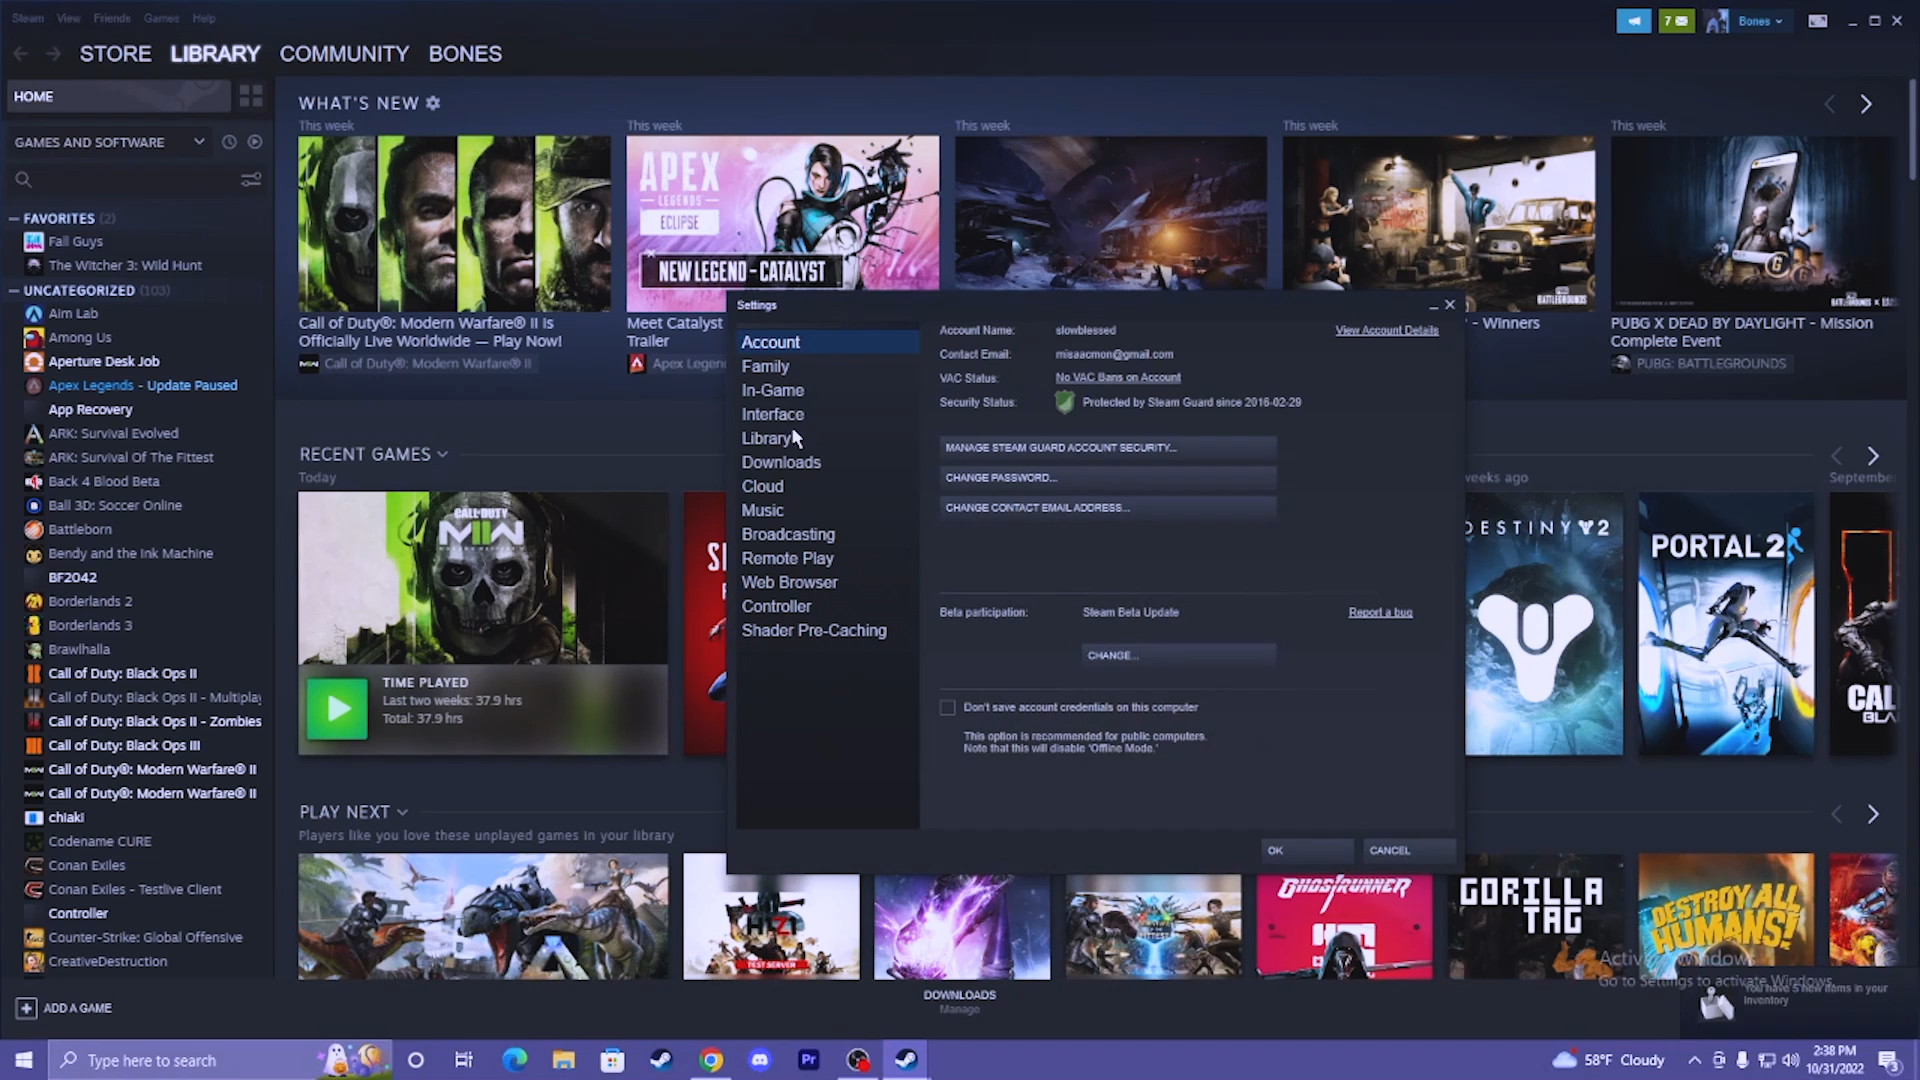 Steam View Friends Games Help
7
Bones
STORE LIBRARY COMMUNITY BONES
HOME
GAMES AND SOFTWARE
FAVORITES (2)
Fall Guys
The Witcher 3: Wild Hunt
UNCATEGORIZED (103)
Aim Lab
Among Us
Aperture Desk Job
Apex Legends - Update Paused
App Recovery
ARK: Survival Evolved
ARK: Survival Of The Fittest
Back 4 Blood Beta
Ball 3D: Soccer Online
Battleborn
Bendy and the Ink Machine
BF2042
Borderlands 2
Borderlands 3
Brawlhalla
Call of Duty: Black Ops II
Call of Duty: Black Ops II - Multiplay
Call of Duty: Black Ops II - Zombies
Call of Duty: Black Ops III
Call of Duty®: Modern Warfare® II
Call of Duty®: Modern Warfare® II
chiaki
Codename CURE
Conan Exiles
Conan Exiles - Testlive Client
Controller
Counter-Strike: Global Offensive
CreativeDestruction
ADD A GAME
WHAT'S NEW
This week
This week
This week
This week
This week
APEX
LEGENDS
ECLIPSE
NEW LEGEND - CATALYST
BATTLEGROUNDS
Call of Duty®: Modern Warfare® II is
Officially Live Worldwide — Play Now!
Call of Duty®: Modern Warfare® II
Meet Catalyst
Trailer
Apex Legen
- Winners
PUBG X DEAD BY DAYLIGHT - Mission
Complete Event
PUBG: BATTLEGROUNDS
RECENT GAMES
Today
weeks ago
September
CALL OF DUTY
MWII
TIME PLAYED
Last two weeks: 37.9 hrs
Total: 37.9 hrs
DESTINY 2
PORTAL 2
CAL
BLA
Settings
Account
Family
In-Game
Interface
Library
Downloads
Cloud
Music
Broadcasting
Remote Play
Web Browser
Controller
Shader Pre-Caching
Account Name: slowblessed
View Account Details
Contact Email: misaacmon@gmail.com
VAC Status: No VAC Bans on Account
Security Status: Protected by Steam Guard since 2016-02-29
MANAGE STEAM GUARD ACCOUNT SECURITY...
CHANGE PASSWORD...
CHANGE CONTACT EMAIL ADDRESS...
Beta participation: Steam Beta Update Report a bug
CHANGE...
Don't save account credentials on this computer
This option is recommended for public computers.
Note that this will disable 'Offline Mode.'
OK CANCEL
PLAY NEXT
Players like you love these unplayed games in your library
H1Z1
TEST SERVER
GHOSTRUNNER
GORILLA
TAG
DESTROY ALL
HUMANS!
Activate Windows
Go to Settings to activate Windows.
You have 5 new items in your
inventory
DOWNLOADS
Manage
Type here to search
Pr
58°F Cloudy
2:38 PM
10/31/2022
3